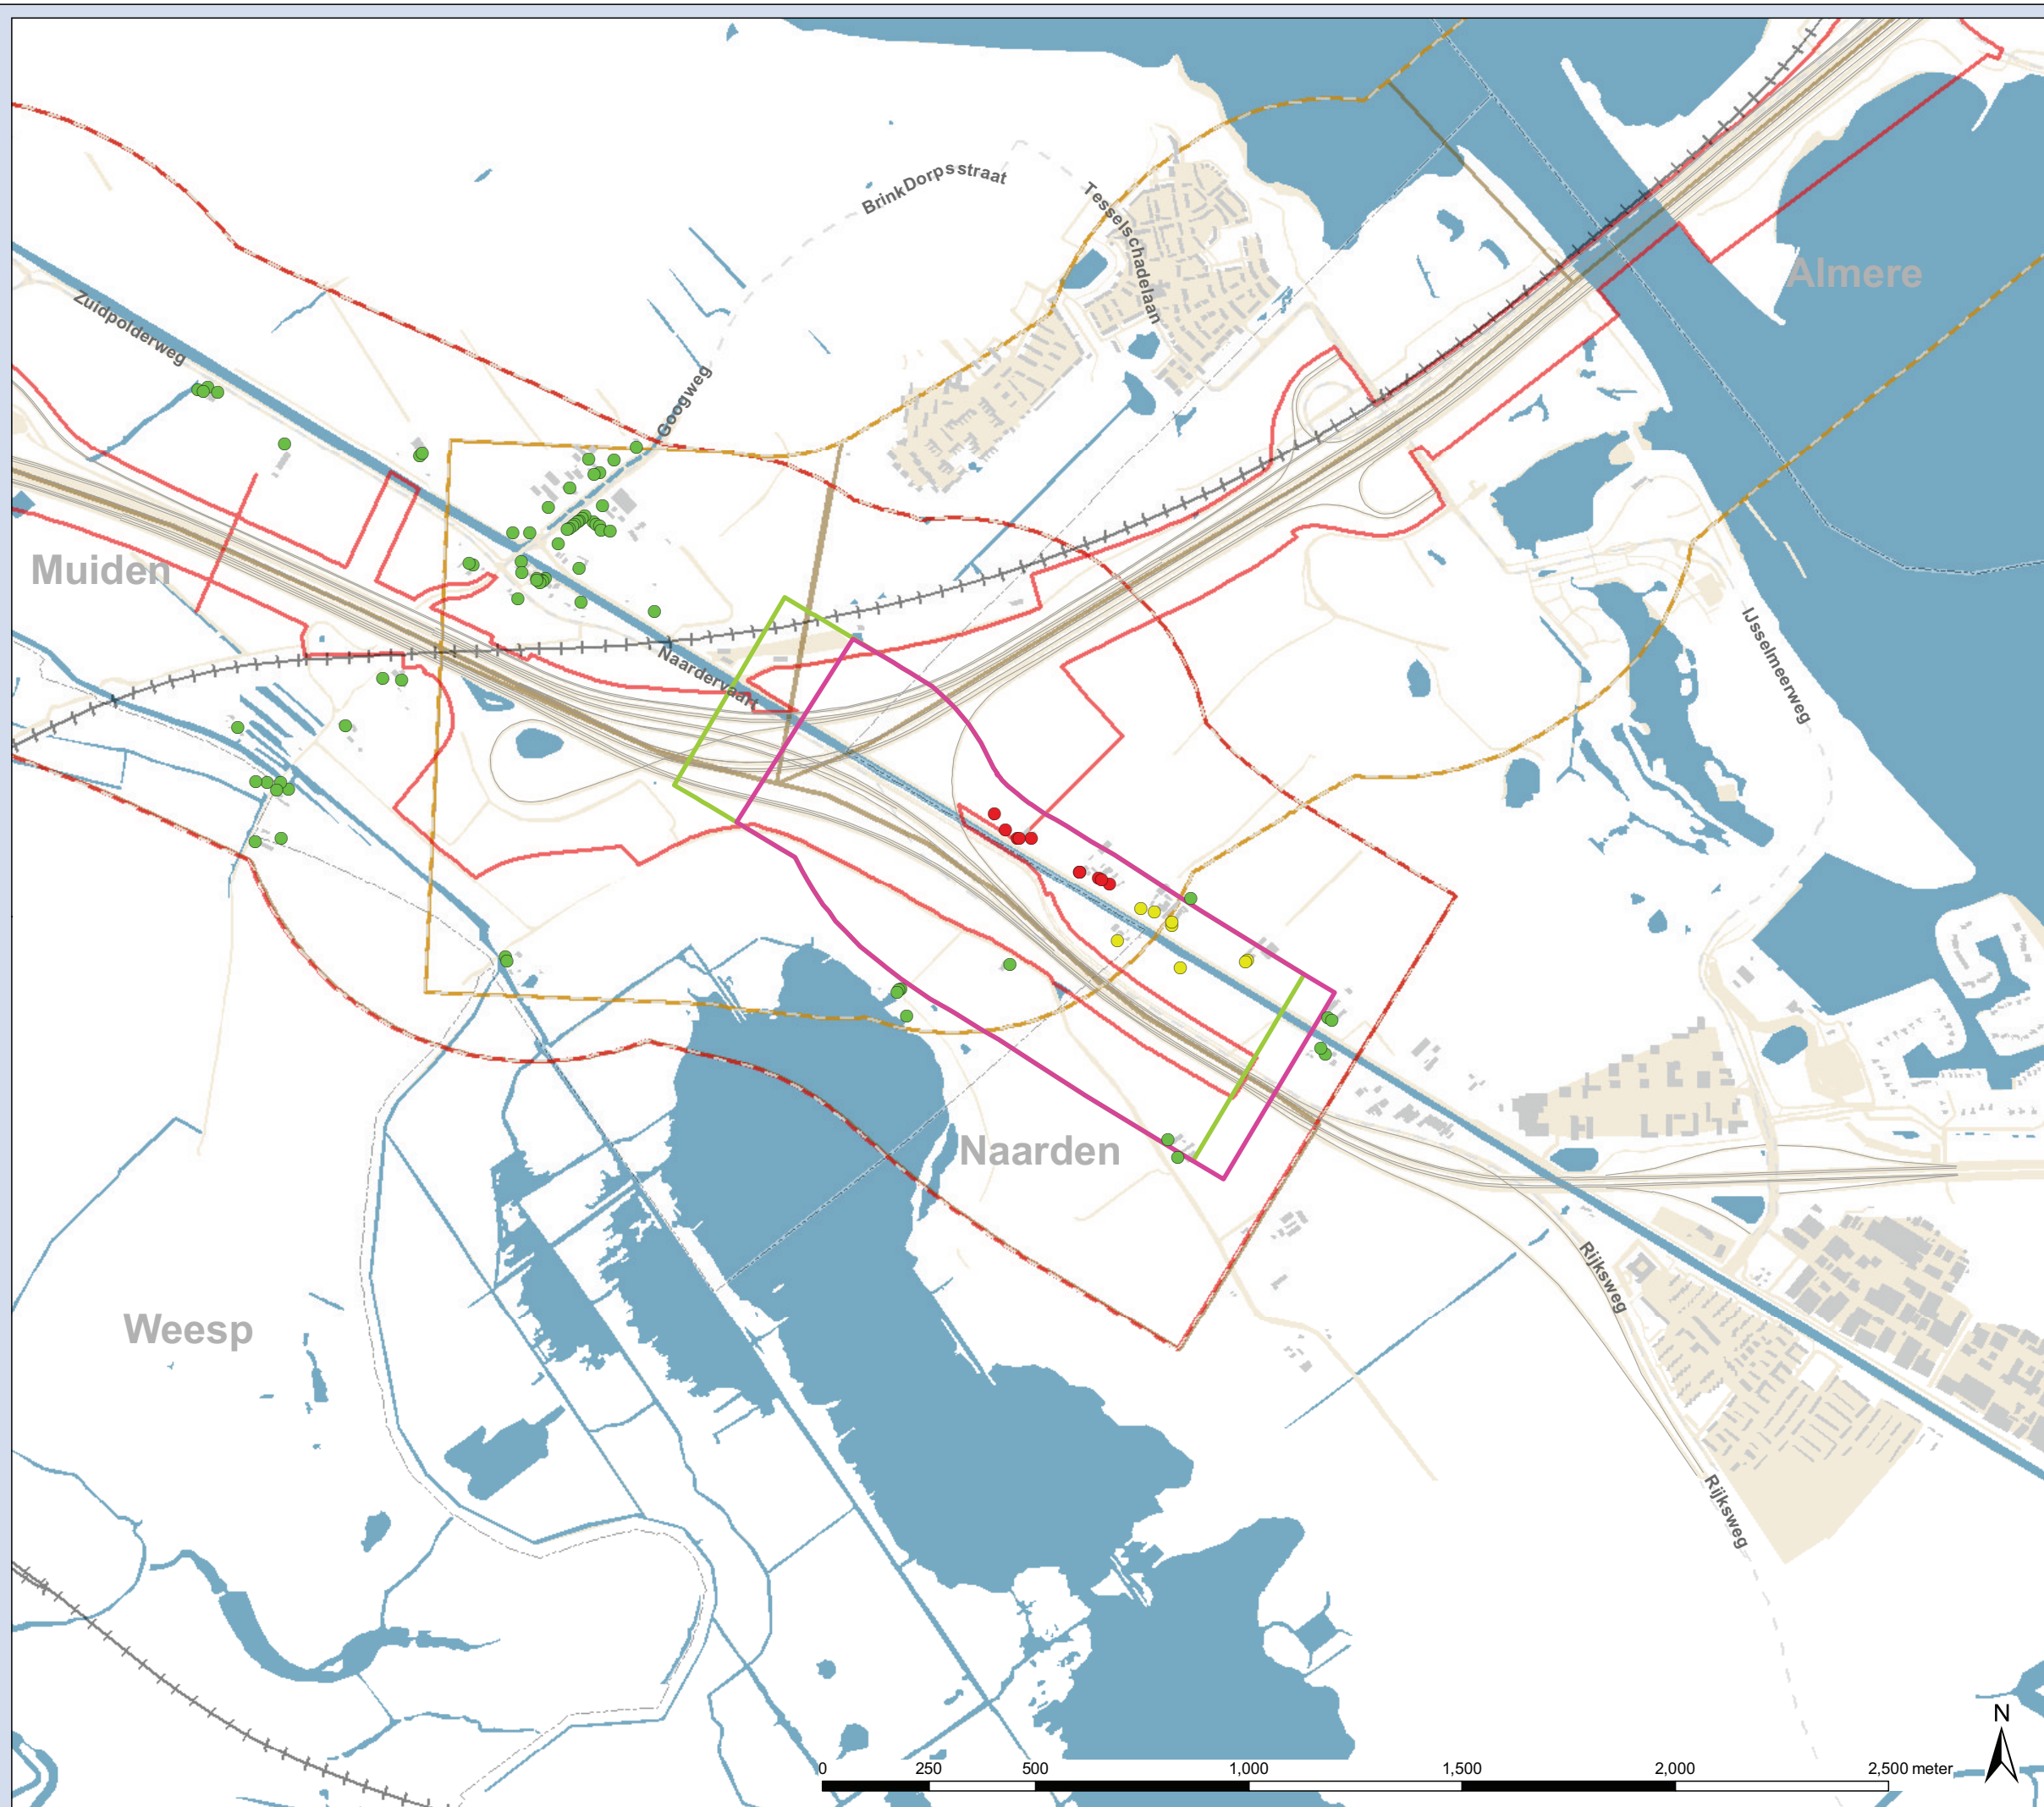 BrinkDorpsstraat
Tesselschadelaan
Almere
Zuidpolderweg
Googweg
Muiden
Naardervaart
IJsselmeerweg
Naarden
Rijksweg
Weesp
Rijksweg
N
0 250 500 1,000 1,500 2,000 2,500 meter